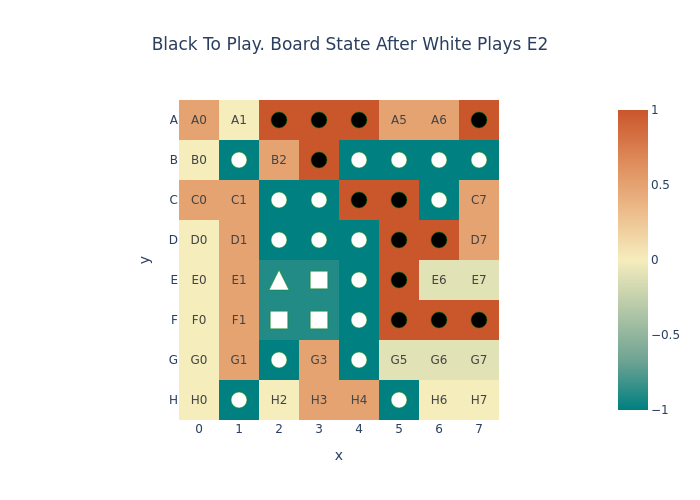 Black To Play. Board State After White Plays E2
A A0 A1 A5 A6
B B0 B2
C C0 C1 C7
D D0 D1 D7
E E0 E1 E6 E7
F F0 F1
G G0 G1 G3 G5 G6 G7
H H0 H2 H3 H4 H6 H7
0 1 2 3 4 5 6 7
x
y
1
0.5
0
−0.5
−1